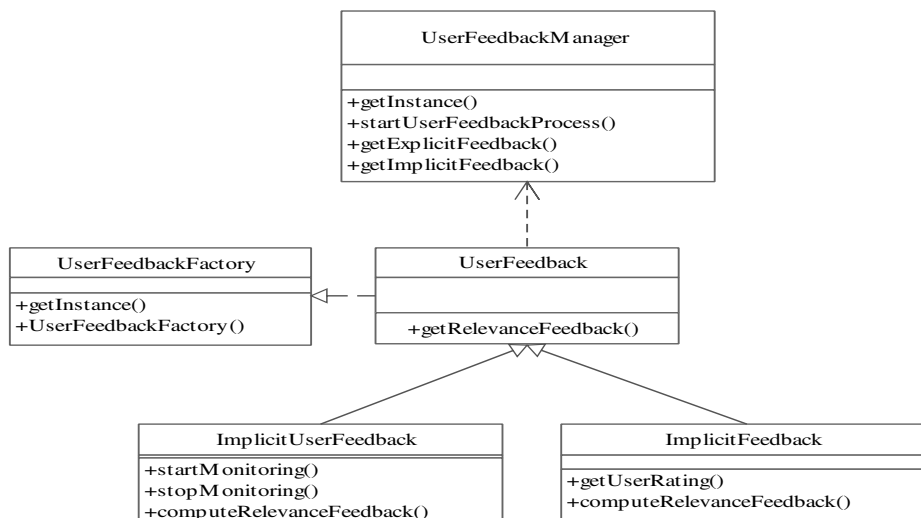 UserFeedbackManager
+getInstance()
+startUserFeedbackProcess()
+getExplicitFeedback()
+getImplicitFeedback()
UserFeedbackFactory
+getInstance()
+UserFeedbackFactory()
UserFeedback
+getRelevanceFeedback()
ImplicitUserFeedback
+startMonitoring()
+stopMonitoring()
+computeRelevanceFeedback()
ImplicitFeedback
+getUserRating()
+computeRelevanceFeedback()